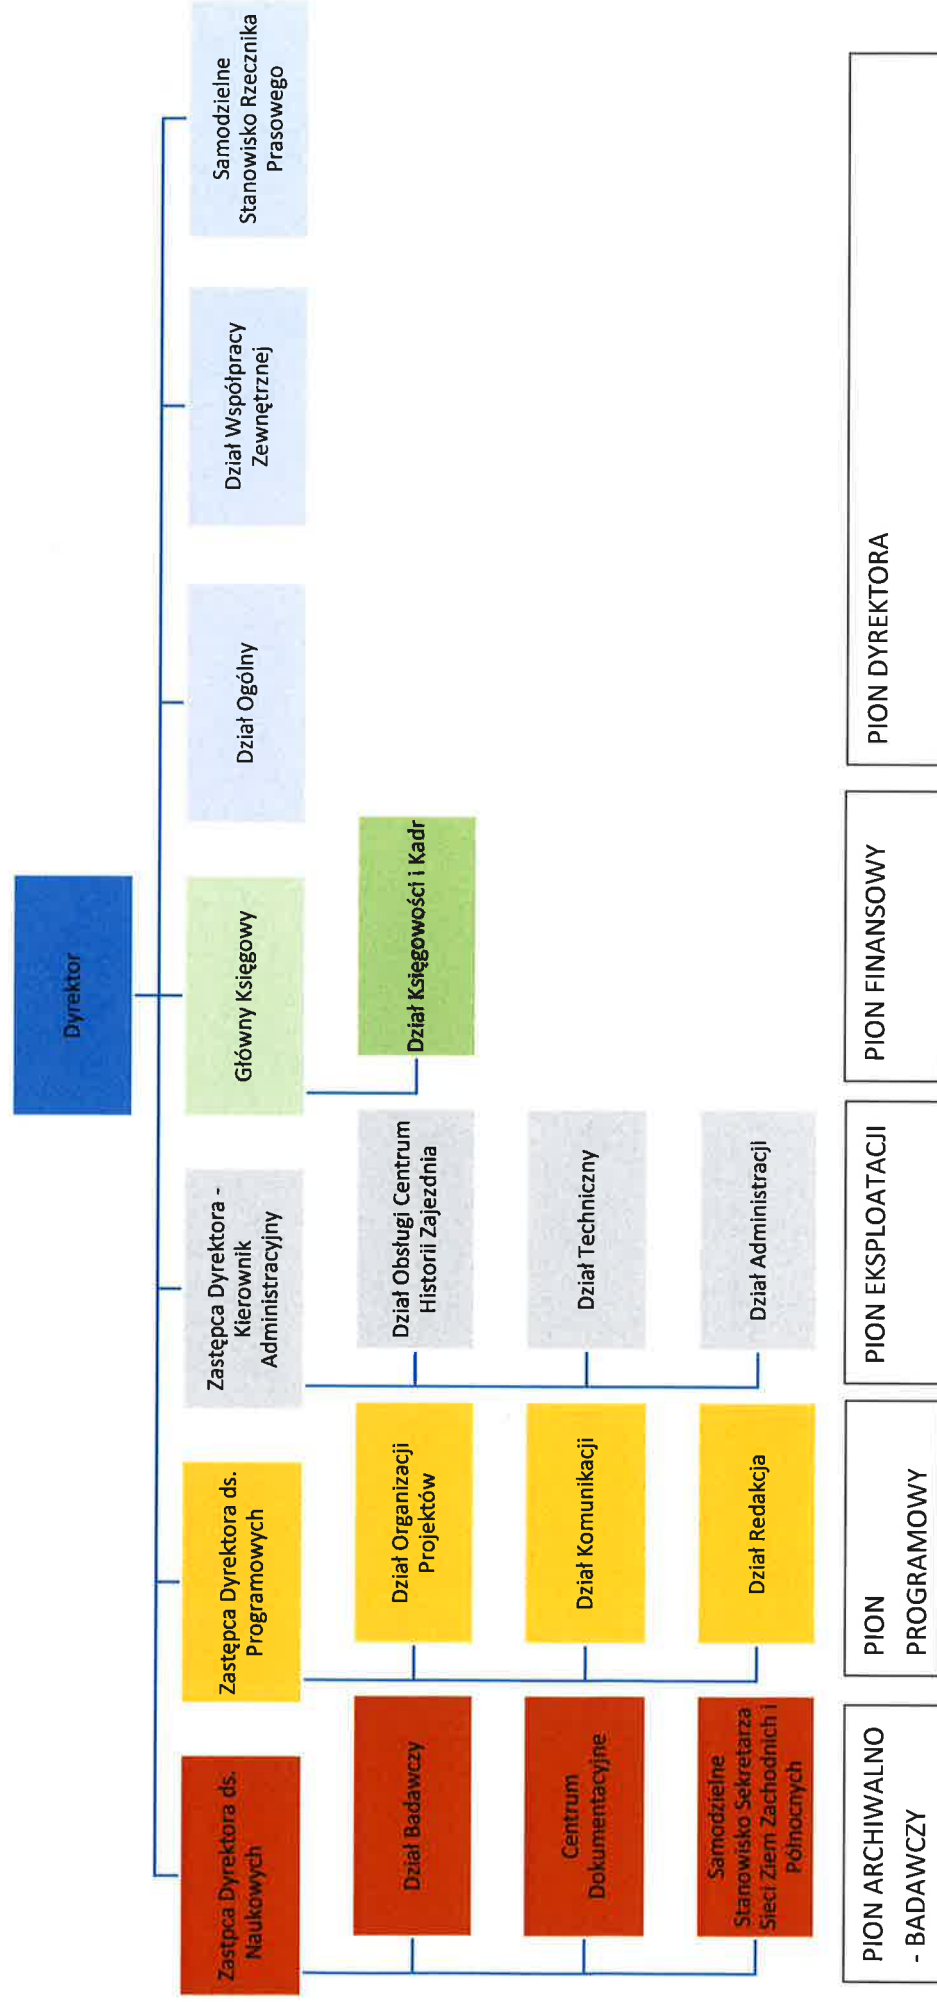 Dyrektor
Zastpca Dyrektora ds.
Naukowych
Zastępca Dyrektora ds.
Programowych
Zastępca Dyrektora -
Kierownik
Administracyjny
Główny Księgowy
Dział Ogólny
Dział Współpracy
Zewnętrznej
Samodzielne
Stanowisko Rzecznika
Prasowego
Dział Badawczy
Dział Organizacji
Projektów
Dział Obsługi Centrum
Historii Zajezdnia
Dział Księgowości i Kadr
Centrum
Dokumentacyjne
Dział Komunikacji
Dział Techniczny
Samodzielne
Stanowisko Sekretarza
Sieci Ziem Zachodnich i
Północnych
Dział Redakcja
Dział Administracji
PION ARCHIWALNO
- BADAWCZY
PION
PROGRAMOWY
PION EKSPLOATACJI
PION FINANSOWY
PION DYREKTORA